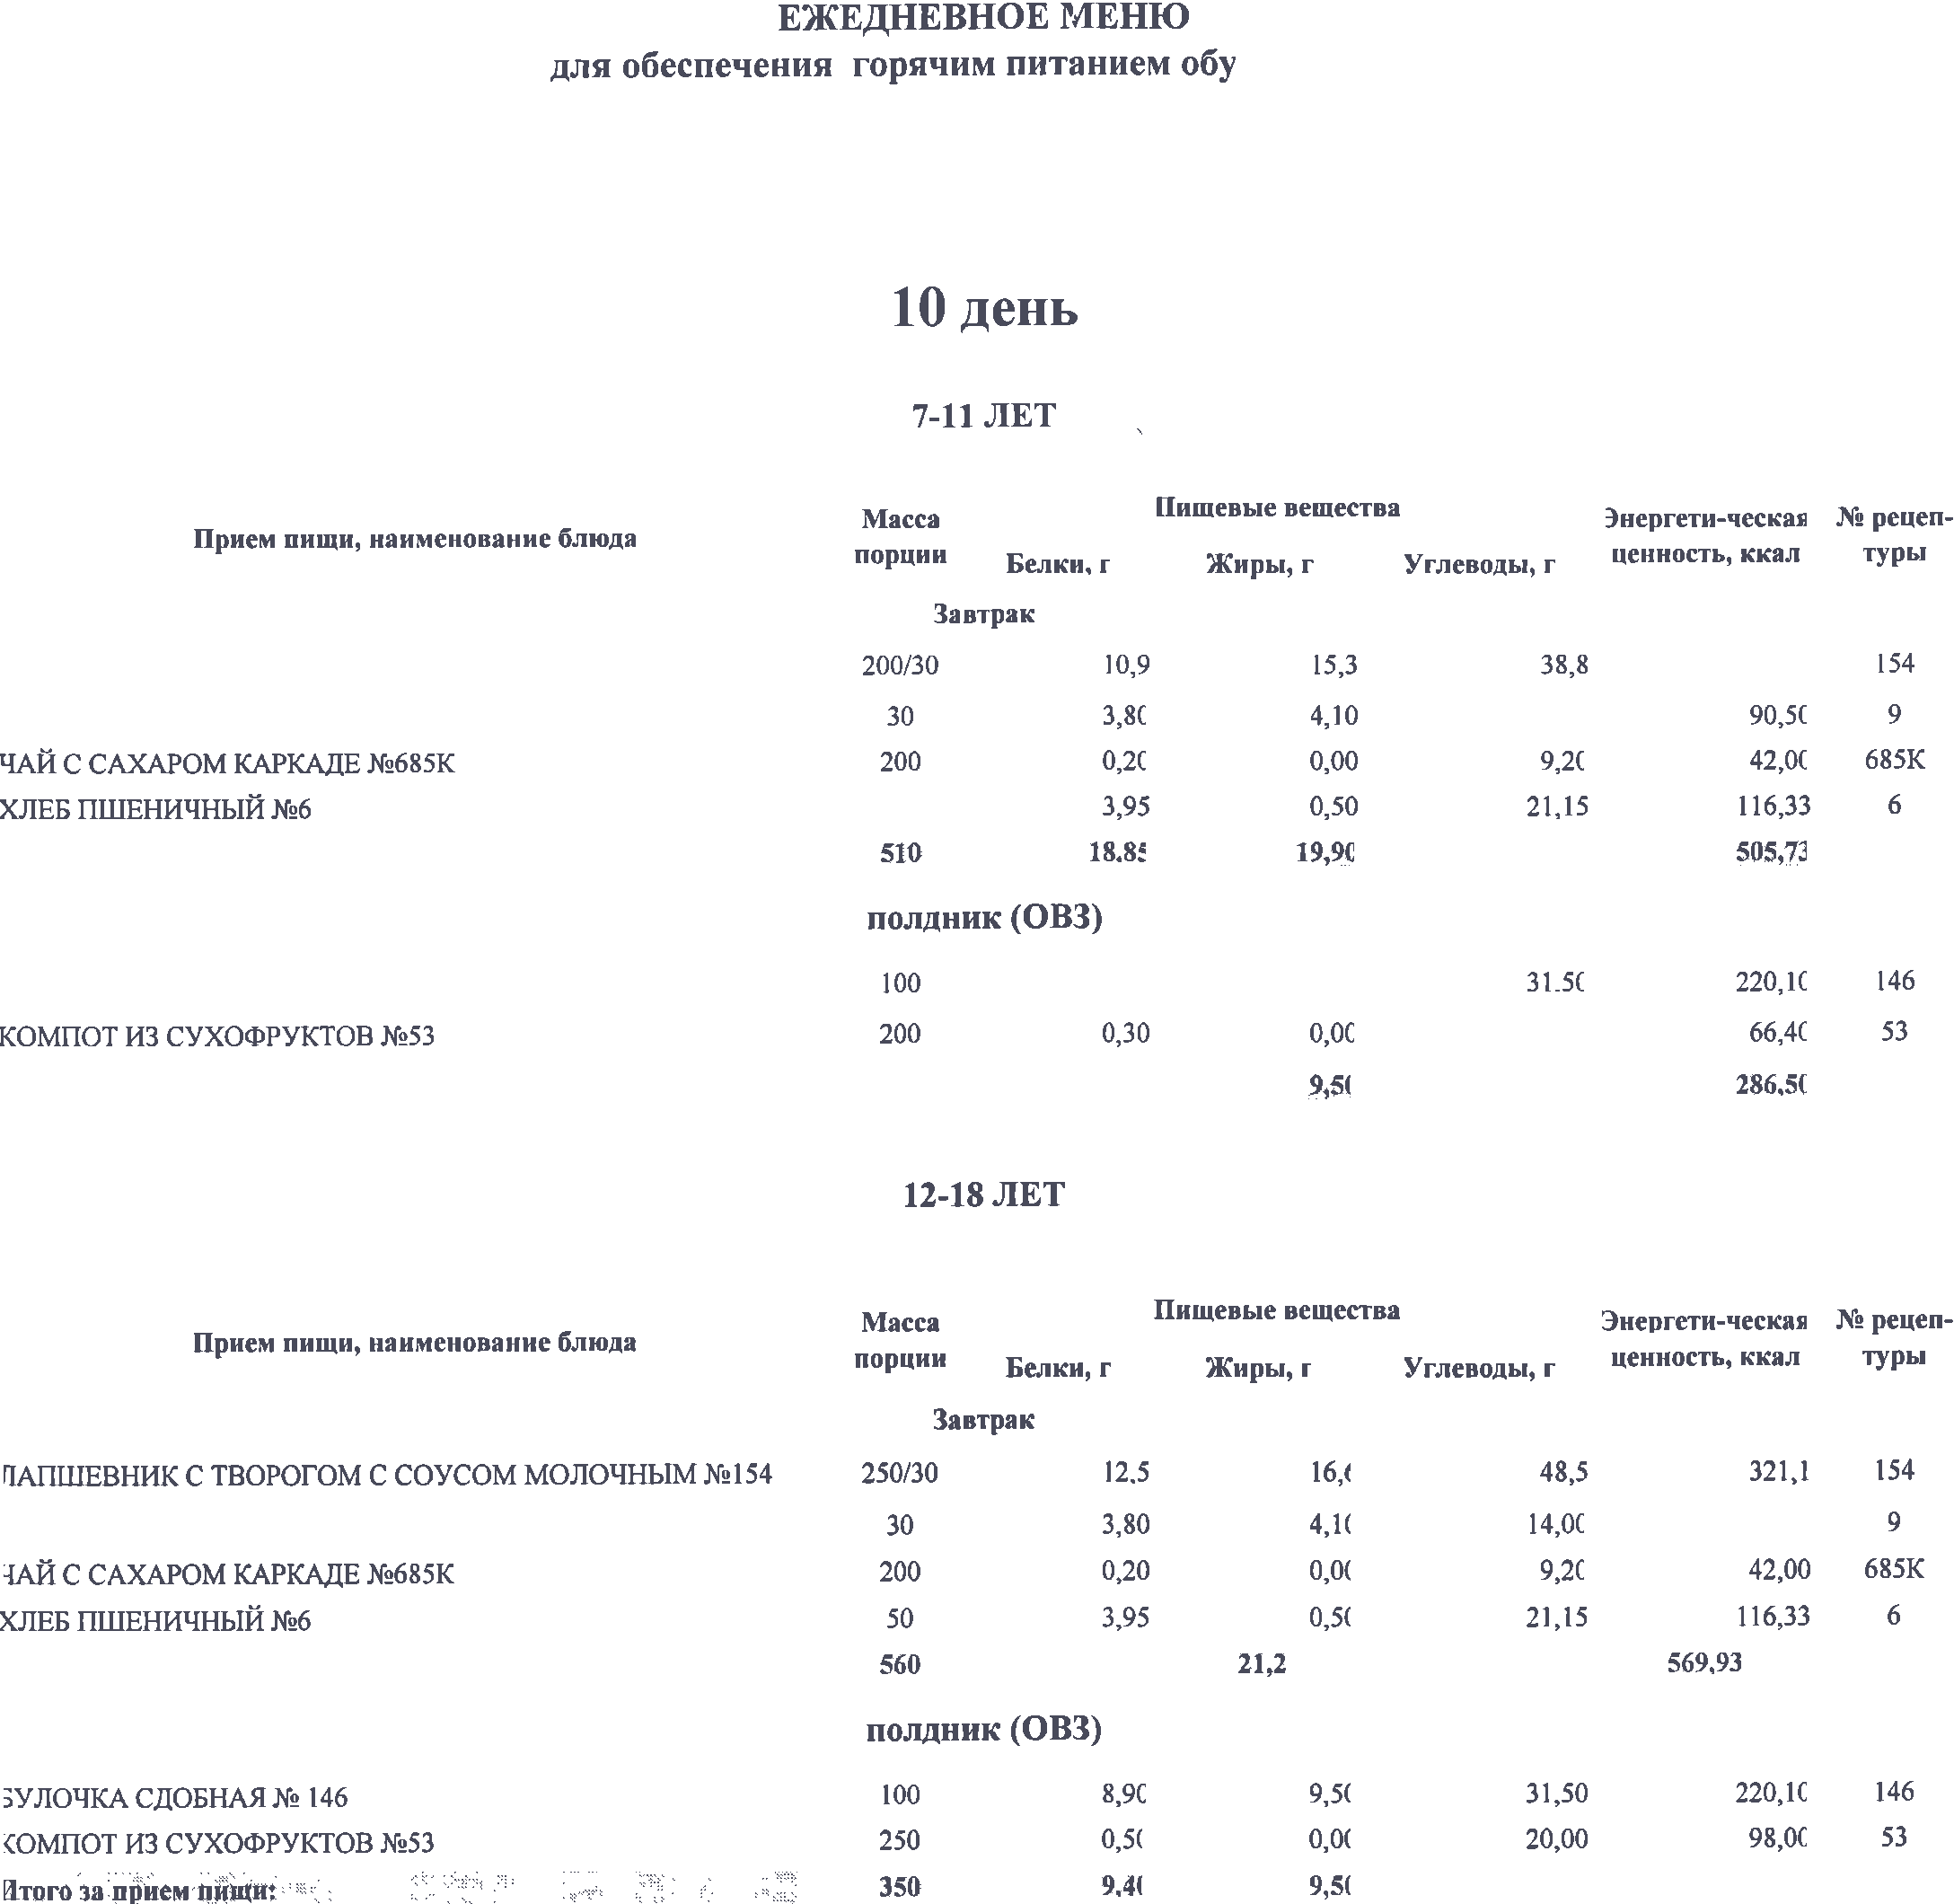 ЕЖЕДНЕВНОЕ МЕНЮ
для обеспечения горячим питанием обу
10 день
7-11 ЛЕТ
Прием пищи, наименование блюда Масса порции Пищевые вещества Энергети-ческая ценность, ккал № рецеп-туры
Белки, г Жиры, г Углеводы, г
Завтрак
200/30 10,9 15,3 38,8 154
30 3,80 4,10 90,50 9
ЧАЙ С САХАРОМ КАРКАДЕ №685К 200 0,20 0,00 9,20 42,00 685К
ХЛЕБ ПШЕНИЧНЫЙ №6 3,95 0,50 21,15 116,33 6
510 18.85 19,90 505,73
полдник (ОВЗ)
100 31.50 220,10 146
КОМПОТ ИЗ СУХОФРУКТОВ №53 200 0,30 0,00 66,40 53
9,50 286,50
12-18 ЛЕТ
Прием пищи, наименование блюда Масса порции Пищевые вещества Энергети-ческая ценность, ккал № рецеп-туры
Белки, г Жиры, г Углеводы, г
Завтрак
ЛАПШЕВНИК С ТВОРОГОМ С СОУСОМ МОЛОЧНЫМ №154 250/30 12,5 16,6 48,5 321,1 154
30 3,80 4,10 14,00 9
ЧАЙ С САХАРОМ КАРКАДЕ №685К 200 0,20 0,00 9,20 42,00 685К
ХЛЕБ ПШЕНИЧНЫЙ №6 50 3,95 0,50 21,15 116,33 6
560 21,2 569,93
полдник (ОВЗ)
БУЛОЧКА СДОБНАЯ № 146 100 8,90 9,50 31,50 220,10 146
КОМПОТ ИЗ СУХОФРУКТОВ №53 250 0,50 0,00 20,00 98,00 53
Итого за прием пищи: 350 9,40 9,50